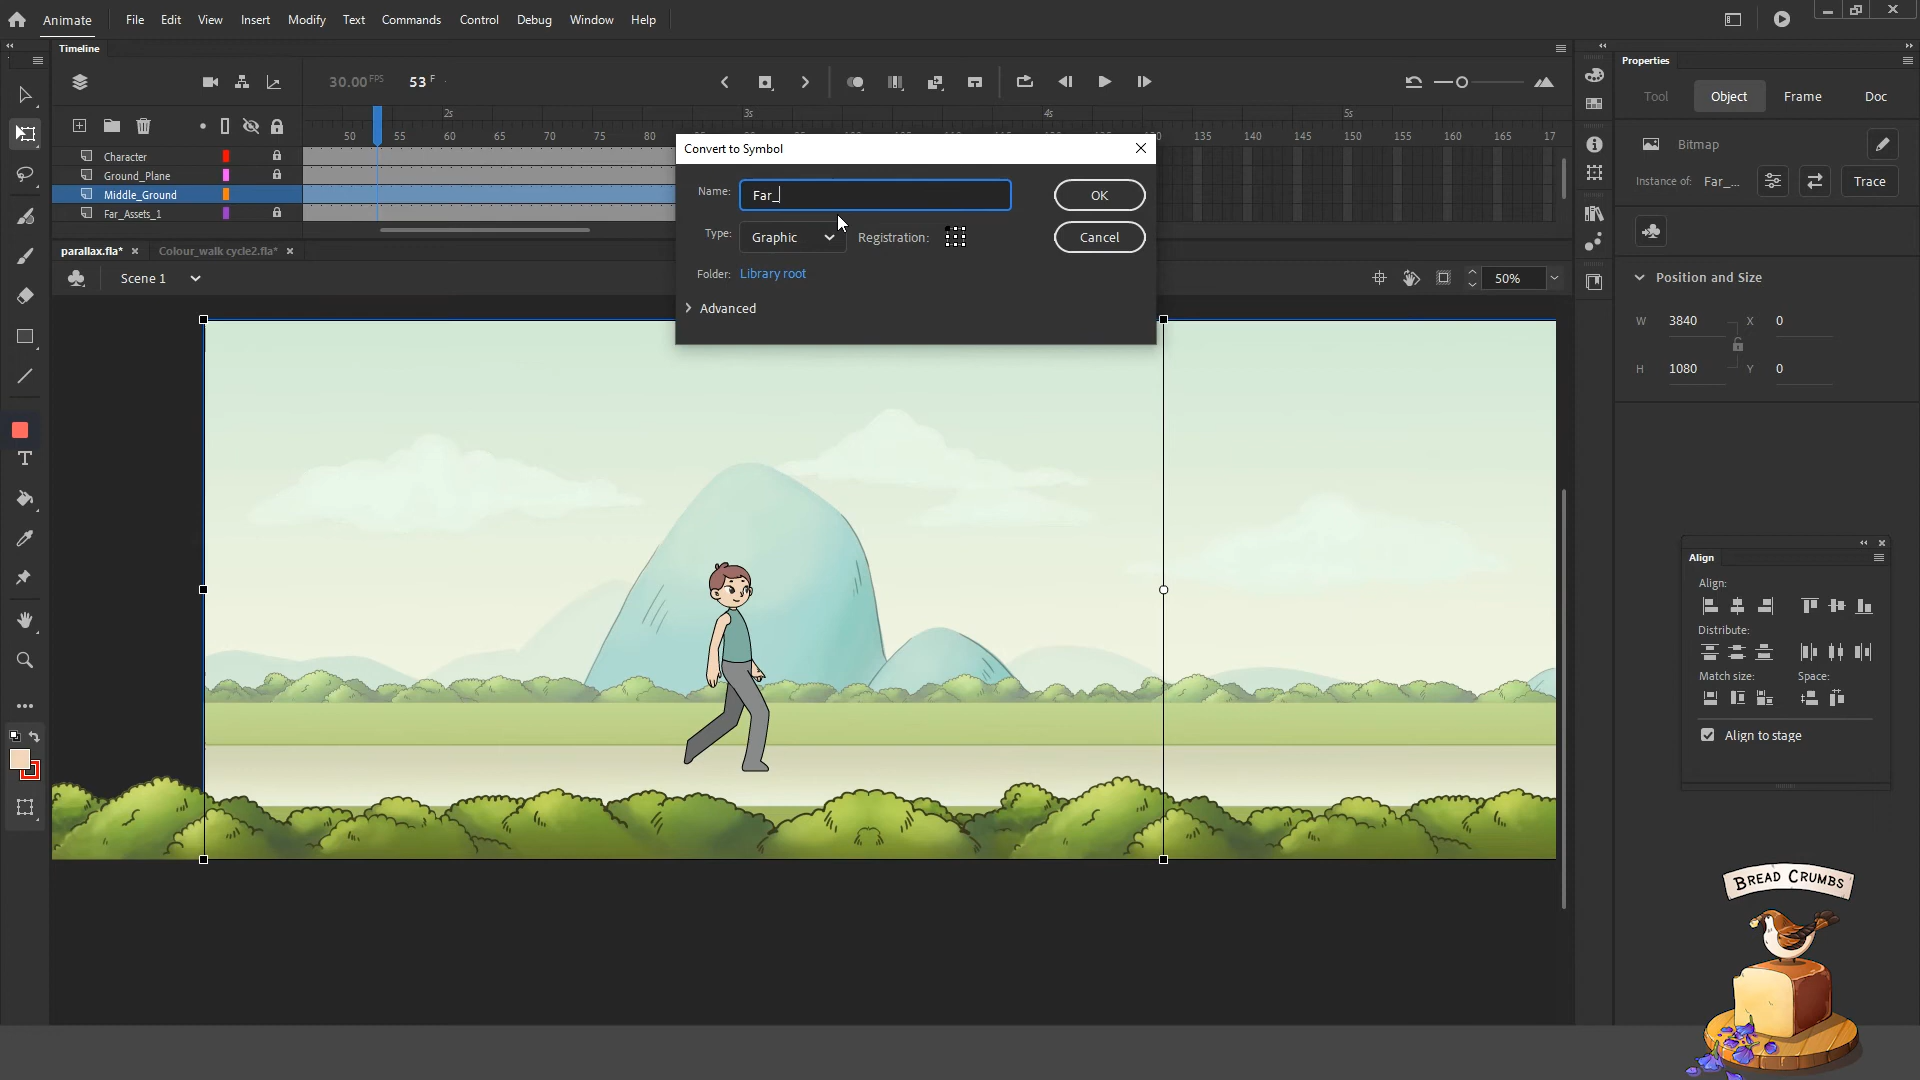 Animate File Edit View Insert Modify Text Commands Control Debug Window Help
Timeline
30.00 FPS 53 F
2s 3s 4s 5s
50 55 60 65 70 75 80 135 140 145 150 155 160 165 17
Character
Ground_Plane
Middle_Ground
Far_Assets_1
parallax.fla* Colour_walk cycle2.fla*
Scene 1
50%
Convert to Symbol
Name: Far_
OK
Type: Graphic
Registration:
Cancel
Folder: Library root
Advanced
Properties
Tool Object Frame Doc
Bitmap
Instance of: Far_...
Trace
Position and Size
W 3840 X 0
H 1080 Y 0
Align
Align:
Distribute:
Match size: Space:
Align to stage
T
BREAD CRUMBS